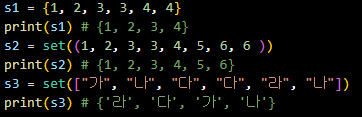 s1 = {1, 2, 3, 3, 4, 4}
print(s1) # {1, 2, 3, 4}
s2 = set((1, 2, 3, 3, 4, 5, 6, 6 ))
print(s2) # {1, 2, 3, 4, 5, 6}
s3 = set(["가", "나", "다", "다", "라", "나"])
print(s3) # {'라', '다', '가', '나'}